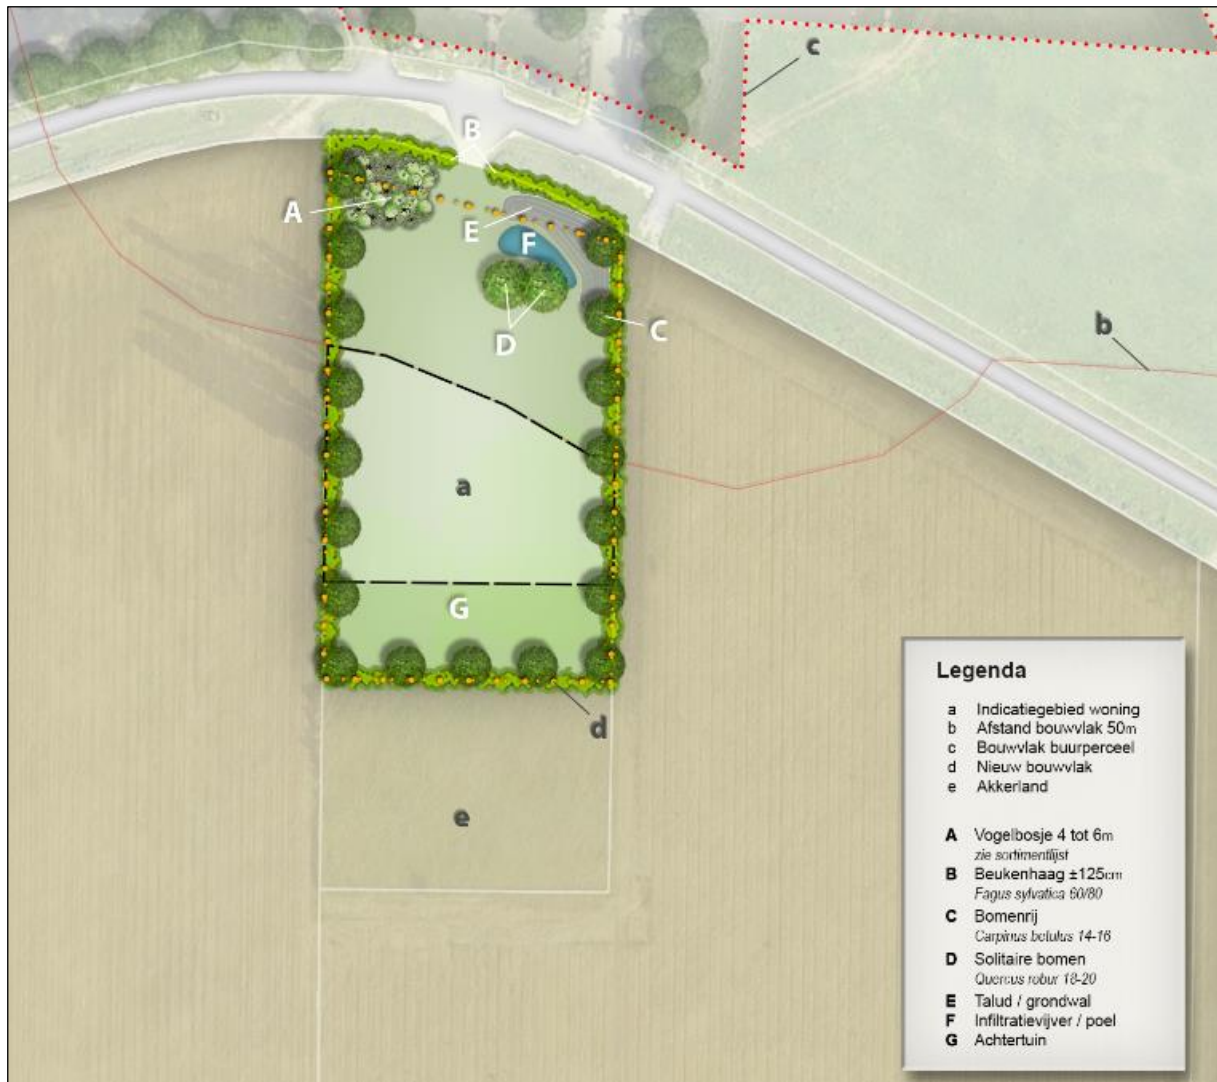 c
B
A
E
F
C
D
b
a
G
d
e
Legenda
a Indicatiegebied woning
b Afstand bouwvlak 50m
c Bouwvlak buurperceel
d Nieuw bouwvlak
e Akkerland
A Vogelbosje 4 tot 6m
zie sortimentlijst
B Beukenhaag ±125cm
Fagus sylvatica 60/80
C Bomenrij
Carpinus betulus 14-16
D Solitaire bomen
Quercus robur 18-20
E Talud / grondwal
F Infiltratievijver / poel
G Achtertuin